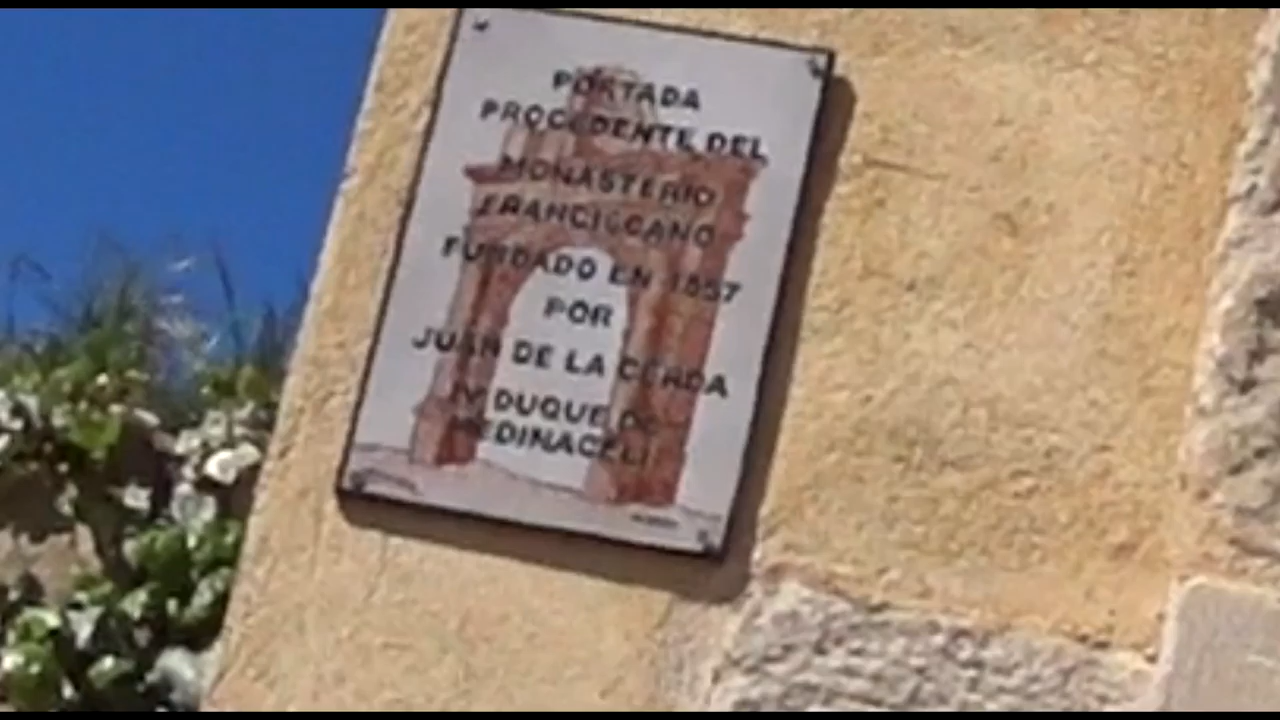 PORTADA
PROCEDENTE DEL
MONASTERIO
FRANCISCANO
FUNDADO EN 1557
POR
JUAN DE LA CERDA
IV DUQUE DE
MEDINACELI